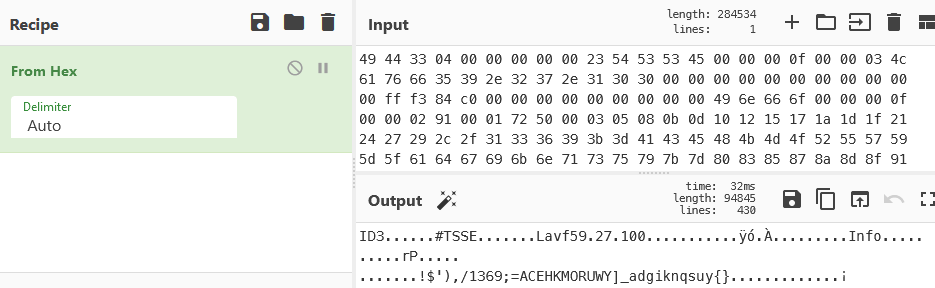 Recipe
From Hex
Delimiter
Auto
Input
length: 284534
lines: 1
49 44 33 04 00 00 00 00 00 23 54 53 53 45 00 00 00 0f 00 00 03 4c
61 76 66 35 39 2e 32 37 2e 31 30 30 00 00 00 00 00 00 00 00 00 00
00 ff f3 84 c0 00 00 00 00 00 00 00 00 00 49 6e 66 6f 00 00 00 0f
00 00 02 91 00 01 72 50 00 03 05 08 0b 0d 10 12 15 17 1a 1d 1f 21
24 27 29 2c 2f 31 33 36 39 3b 3d 41 43 45 48 4b 4d 4f 52 55 57 59
5d 5f 61 64 67 69 6b 6e 71 73 75 79 7b 7d 80 83 85 87 8a 8d 8f 91
Output
time: 32ms
length: 94845
lines: 430
ID3......#TSSE.......Lavf59.27.100...........ÿó.À.........Info.....
.....rP.....
.......!$'),/1369;=ACEHKMORUWY]_adgiknqsuy{}.............¡